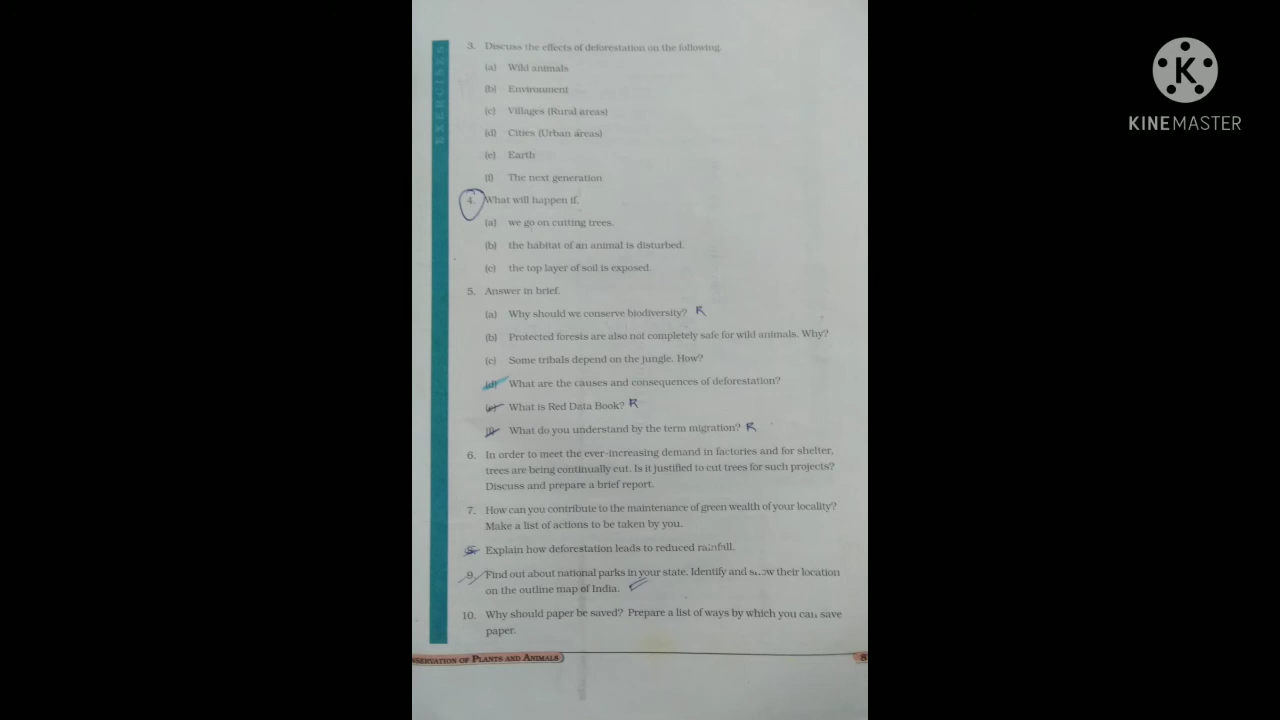 KINEMASTER
EXERCISES
3. Discuss the effects of deforestation on the following.
(a) Wild animals
(b) Environment
(c) Villages (Rural areas)
(d) Cities (Urban areas)
(e) Earth
(f) The next generation
4. What will happen if.
(a) we go on cutting trees.
(b) the habitat of an animal is disturbed.
(c) the top layer of soil is exposed.
5. Answer in brief.
(a) Why should we conserve biodiversity? R
(b) Protected forests are also not completely safe for wild animals. Why?
(c) Some tribals depend on the jungle. How?
(d) What are the causes and consequences of deforestation?
(e) What is Red Data Book? R
(f) What do you understand by the term migration? R
6. In order to meet the ever-increasing demand in factories and for shelter,
trees are being continually cut. Is it justified to cut trees for such projects?
Discuss and prepare a brief report.
7. How can you contribute to the maintenance of green wealth of your locality?
Make a list of actions to be taken by you.
8. Explain how deforestation leads to reduced rainfall.
9. Find out about national parks in your state. Identify and show their location
on the outline map of India.
10. Why should paper be saved? Prepare a list of ways by which you can save
paper.
SERVATION OF PLANTS AND ANIMALS
8